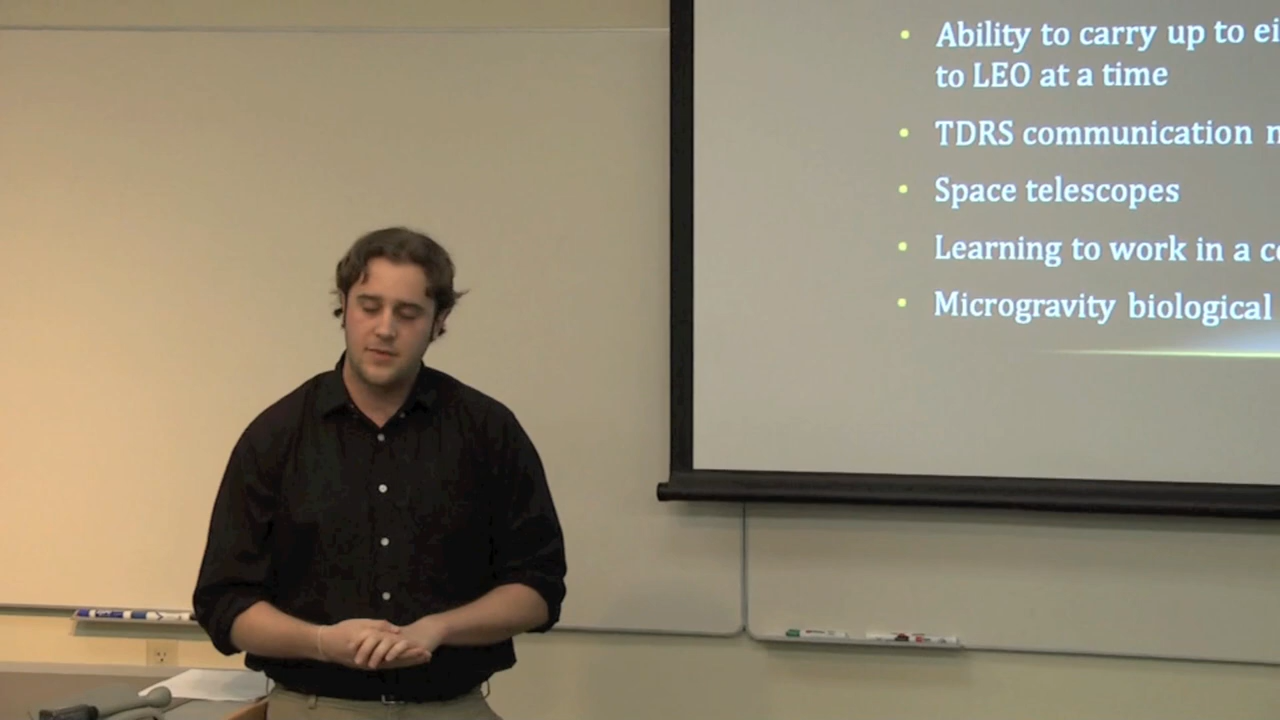 Ability to carry up to
to LEO at a time
TDRS communication
Space telescopes
Learning to work in a
Microgravity biological